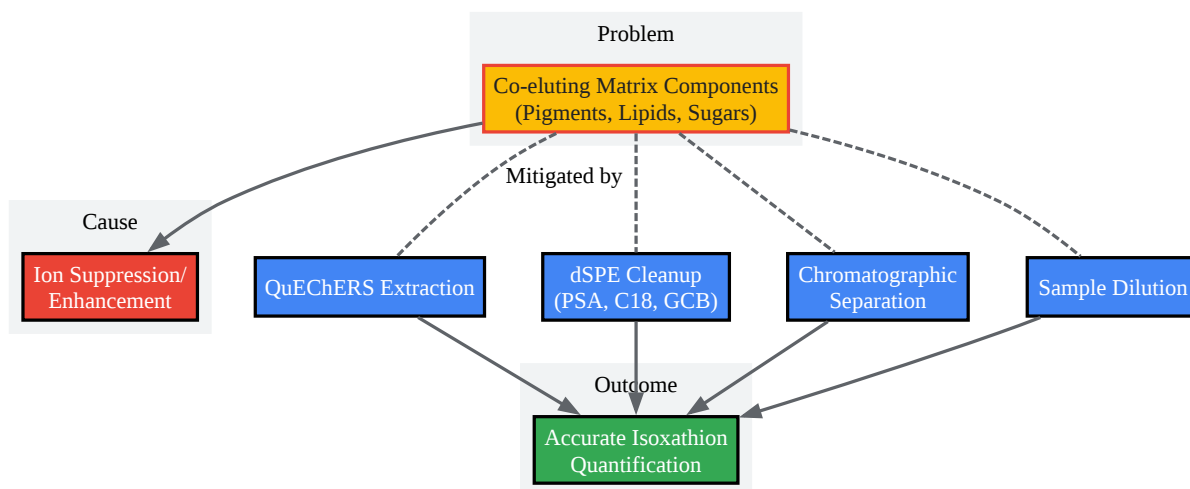 Problem
Co-eluting Matrix Components
(Pigments, Lipids, Sugars)
Mitigated by
Cause
Ion Suppression/
Enhancement
QuEChERS Extraction
dSPE Cleanup
(PSA, C18, GCB)
Chromatographic
Separation
Sample Dilution
Outcome
Accurate Isoxathion
Quantification